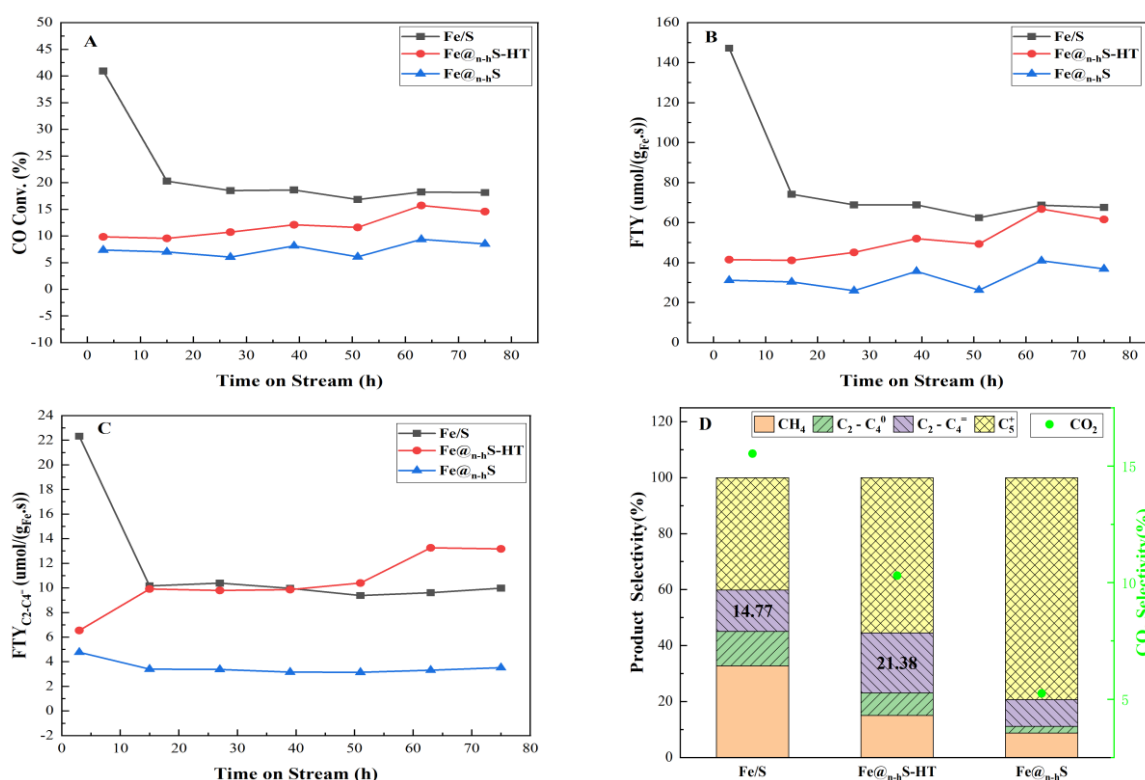 A
Fe/S
Fe@n-hS-HT
Fe@n-hS
CO Conv. (%)
50
45
40
35
30
25
20
15
10
5
0
-5
-10
0 10 20 30 40 50 60 70 80
Time on Stream (h)
B
Fe/S
Fe@n-hS-HT
Fe@n-hS
FTY (umol/(gFe.s))
160
140
120
100
80
60
40
20
0
0 10 20 30 40 50 60 70 80
Time on Stream (h)
C
Fe/S
Fe@n-hS-HT
Fe@n-hS
FTYC2-C4= (umol/(gFe.s))
24
22
20
18
16
14
12
10
8
6
4
2
0
-2
0 10 20 30 40 50 60 70 80
Time on Stream (h)
D
CH4 C2 - C4^0 C2 - C4^= C5^+ CO2
Product Selectivity(%)
120
100
80
60
40
20
0
14.77
21.38
15
10
5
CO2 Selectivity(%)
Fe/S Fe@n-hS-HT Fe@n-hS